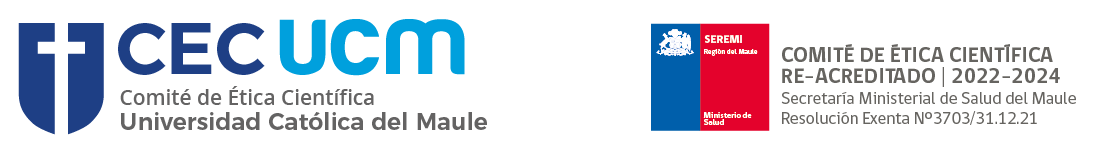 CEC UCM
Comité de Ética Científica
Universidad Católica del Maule
SEREMI
Región del Maule
Ministerio de
Salud
COMITÉ DE ÉTICA CIENTÍFICA
RE-ACREDITADO | 2022-2024
Secretaría Ministerial de Salud del Maule
Resolución Exenta Nº3703/31.12.21